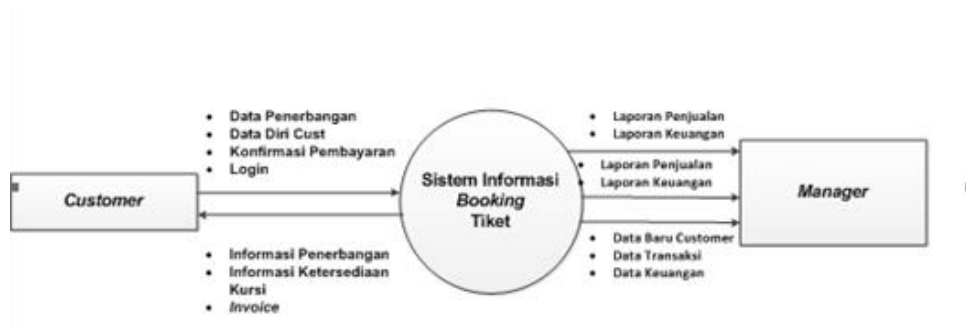 Data Penerbangan
Data Diri Cust
Konfirmasi Pembayaran
Login
Customer
Informasi Penerbangan
Informasi Ketersediaan
Kursi
Invoice
Sistem Informasi
Booking
Tiket
Laporan Penjualan
Laporan Keuangan
Laporan Penjualan
Laporan Keuangan
Data Baru Customer
Data Transaksi
Data Keuangan
Manager